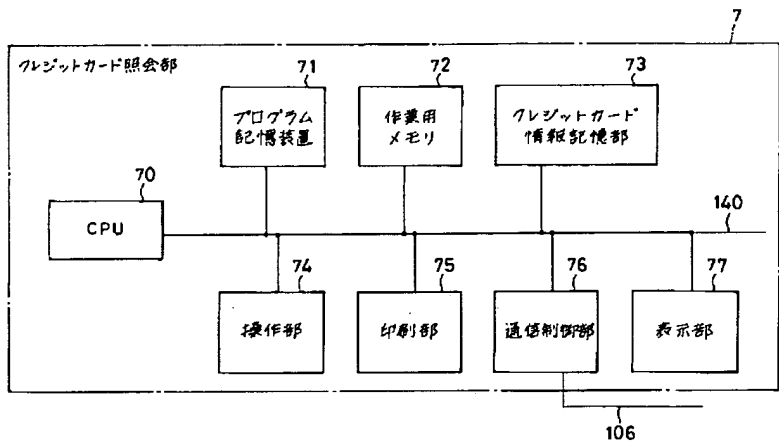 7
クレジットカード照会部
71
72
73
プログラム
記憶装置
作業用
メモリ
クレジットカード
情報記憶部
70
CPU
140
74
75
76
77
操作部
印刷部
通信制御部
表示部
106